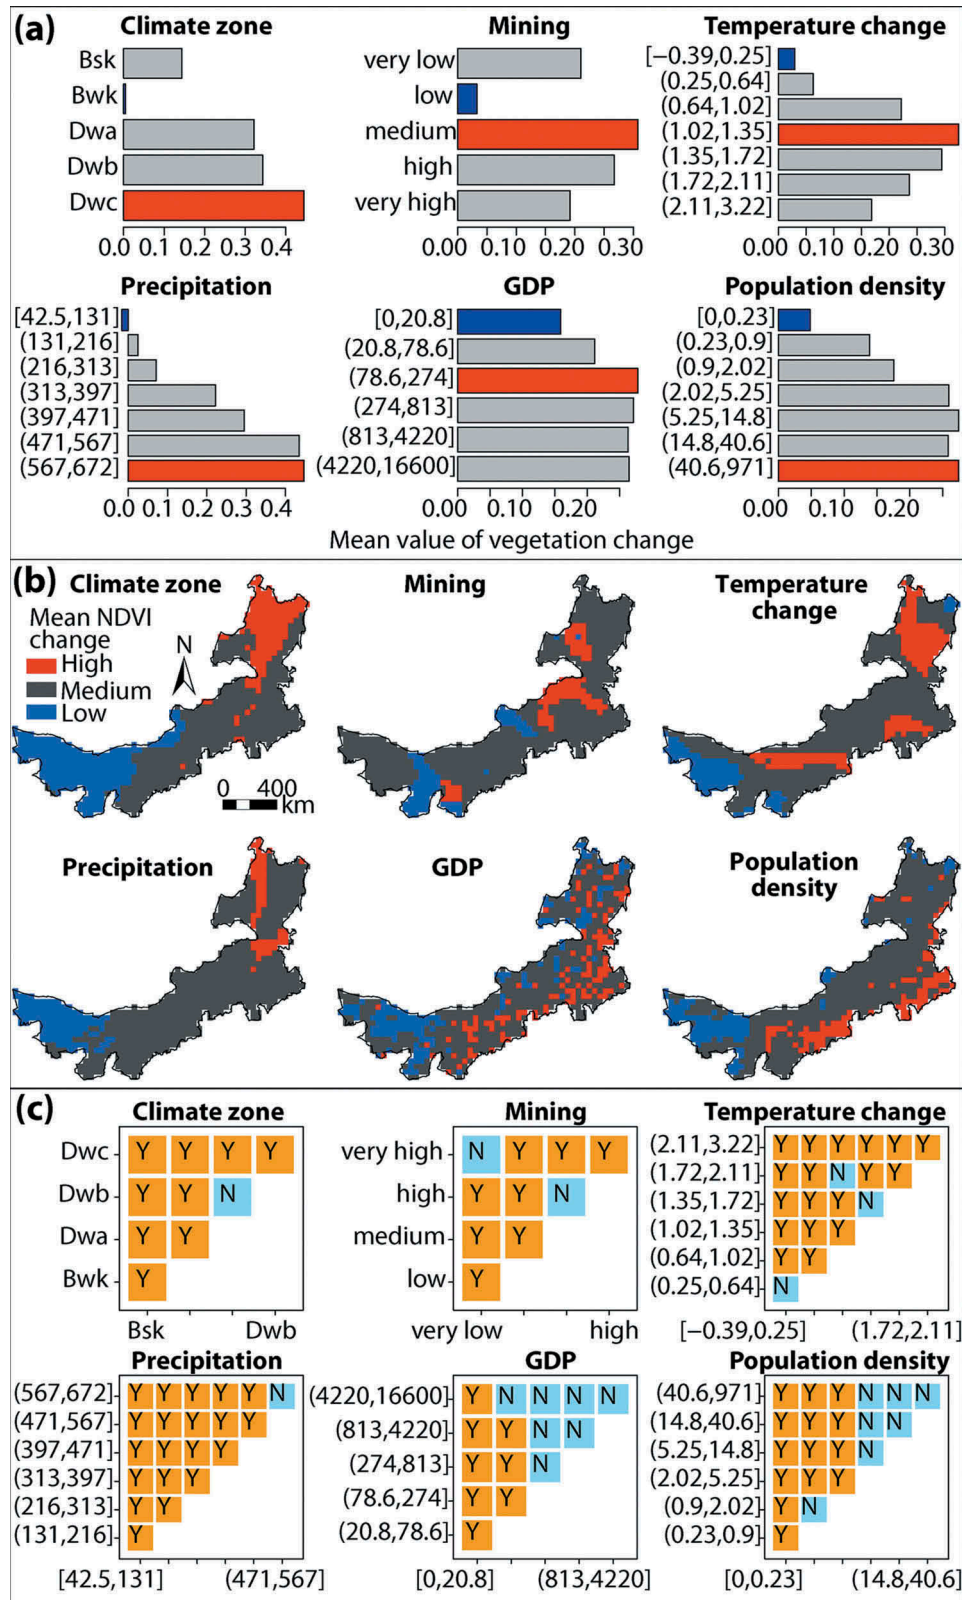 (a)
Climate zone
Bsk
Bwk
Dwa
Dwb
Dwc
0.0 0.1 0.2 0.3 0.4
Mining
very low
low
medium
high
very high
0.00 0.10 0.20 0.30
Temperature change
[−0.39,0.25]
(0.25,0.64]
(0.64,1.02]
(1.02,1.35]
(1.35,1.72]
(1.72,2.11]
(2.11,3.22]
0.00 0.10 0.20 0.30
Precipitation
[42.5,131]
(131,216]
(216,313]
(313,397]
(397,471]
(471,567]
(567,672]
0.0 0.1 0.2 0.3 0.4
GDP
[0,20.8]
(20.8,78.6]
(78.6,274]
(274,813]
(813,4220]
(4220,16600]
0.00 0.10 0.20
Population density
[0,0.23]
(0.23,0.9]
(0.9,2.02]
(2.02,5.25]
(5.25,14.8]
(14.8,40.6]
(40.6,971]
0.00 0.10 0.20
Mean value of vegetation change
(b)
Climate zone
Mean NDVI
change
High
Medium
Low
N
0 400
km
Mining
Temperature
change
Precipitation
GDP
Population
density
(c)
Climate zone
Dwc Y Y Y Y
Dwb Y Y N
Dwa Y Y
Bwk Y
Bsk Dwb
Mining
very high N Y Y Y
high Y Y N
medium Y Y
low Y
very low high
Temperature change
(2.11,3.22] Y Y Y Y Y Y
(1.72,2.11] Y Y N Y Y
(1.35,1.72] Y Y Y N
(1.02,1.35] Y Y Y
(0.64,1.02] Y Y
(0.25,0.64] N
[−0.39,0.25] (1.72,2.11]
Precipitation
(567,672] Y Y Y Y Y N
(471,567] Y Y Y Y Y
(397,471] Y Y Y Y
(313,397] Y Y Y
(216,313] Y Y
(131,216] Y
[42.5,131] (471,567]
GDP
(4220,16600] Y N N N N
(813,4220] Y Y N N
(274,813] Y Y N
(78.6,274] Y Y
(20.8,78.6] Y
[0,20.8] (813,4220]
Population density
(40.6,971] Y Y Y N N N
(14.8,40.6] Y Y Y N N
(5.25,14.8] Y Y Y N
(2.02,5.25] Y Y Y
(0.9,2.02] Y N
(0.23,0.9] Y
[0,0.23] (14.8,40.6]